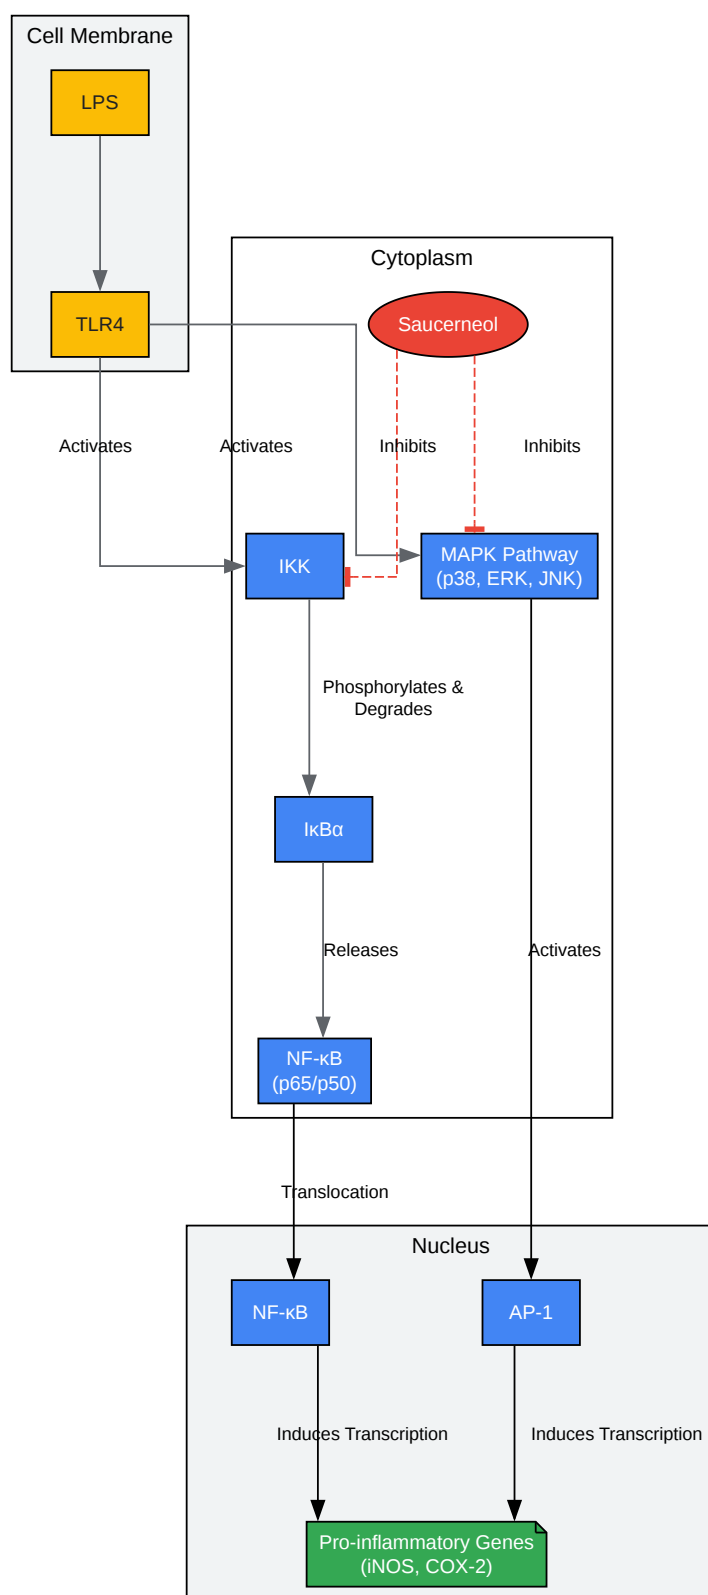 Cell Membrane
LPS
Cytoplasm
TLR4
Saucerneol
Activates
Activates
Inhibits
Inhibits
IKK
MAPK Pathway
(p38, ERK, JNK)
Phosphorylates &
Degrades
IκBα
Releases
Activates
NF-κB
(p65/p50)
Translocation
Nucleus
NF-κB
AP-1
Induces Transcription
Induces Transcription
Pro-inflammatory Genes
(iNOS, COX-2)